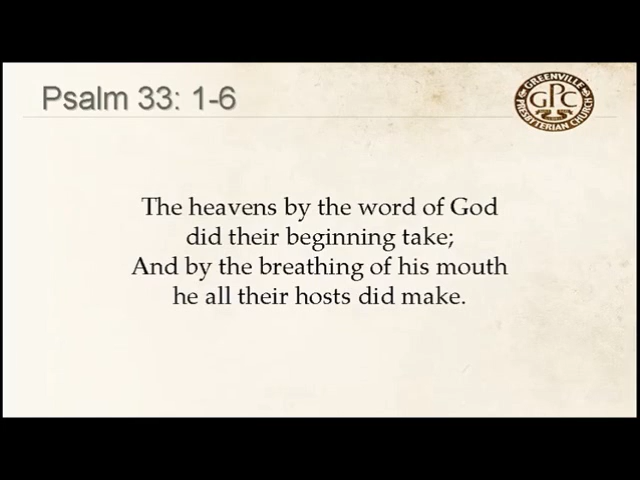 Psalm 33: 1-6
GREENVILLE
GPC
PRESBYTERIAN CHURCH
The heavens by the word of God
did their beginning take;
And by the breathing of his mouth
he all their hosts did make.